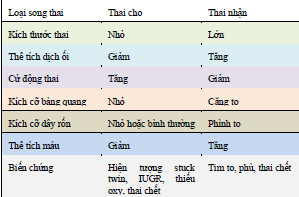 Loại song thai Thai cho Thai nhận
Kích thước thai Nhỏ Lớn
Thể tích dịch ối Giảm Tăng
Cử động thai Tăng Giảm
Kích cỡ bàng quang Nhỏ Căng to
Kích cỡ dây rốn Nhỏ hoặc bình thường Phình to
Thể tích máu Giảm Tăng
Biến chứng Hiện tượng stuck Tim to, phù, thai chết
twin, IUGR, thiếu
oxy, thai chết